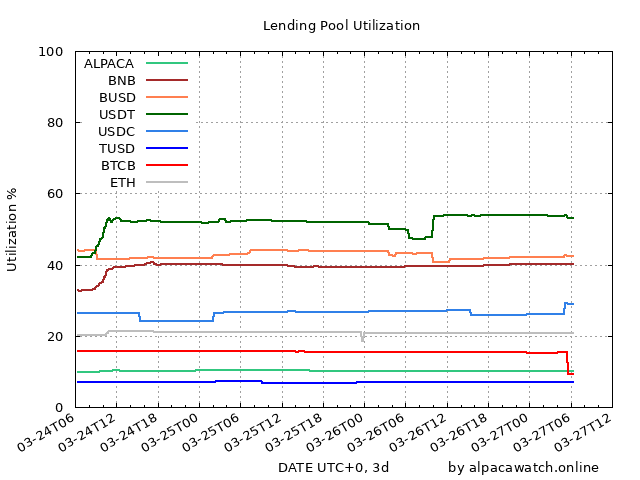 Lending Pool Utilization
Utilization %
100
80
60
40
20
0
ALPACA
BNB
BUSD
USDT
USDC
TUSD
BTCB
ETH
03-24T06
03-24T12
03-24T18
03-25T00
03-25T06
03-25T12
03-25T18
03-26T00
03-26T06
03-26T12
03-26T18
03-27T00
03-27T06
03-27T12
DATE UTC+0, 3d
by alpacawatch.online